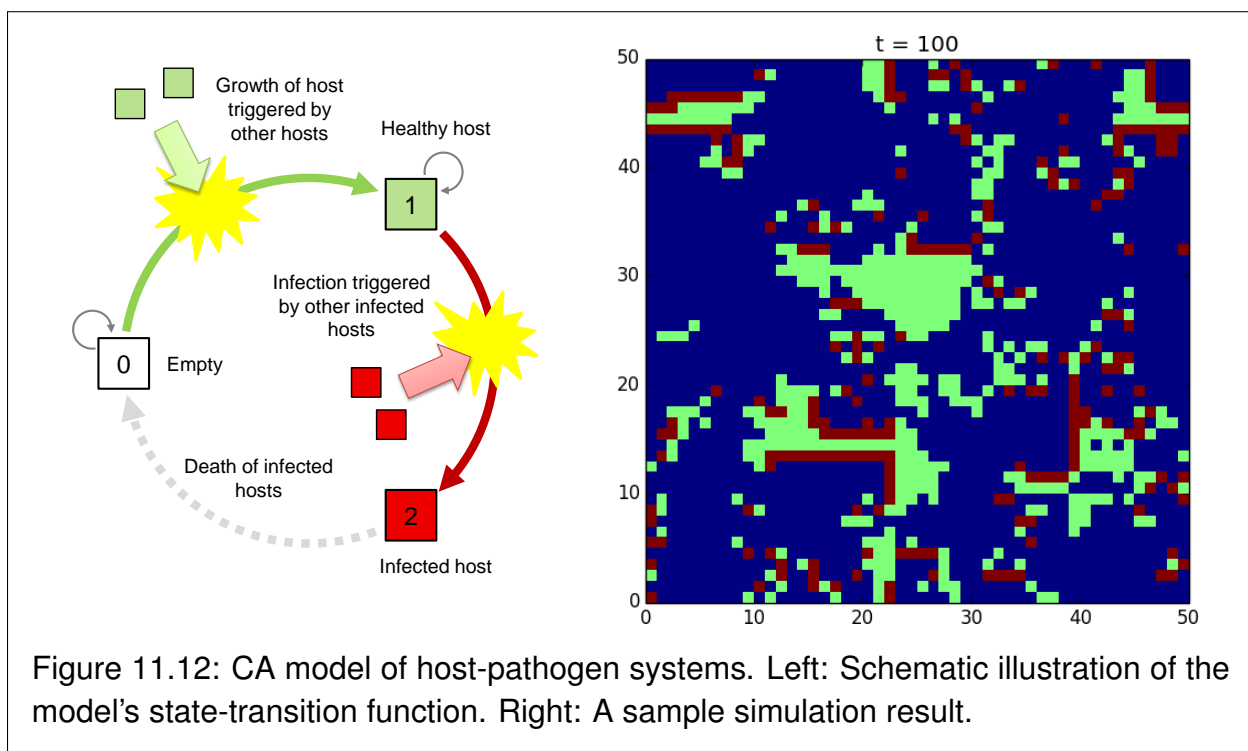 Growth of host
triggered by
other hosts
Healthy host
1
Infection triggered
by other infected
hosts
0
Empty
Death of infected
hosts
2
Infected host
t = 100
50
40
30
20
10
0
0 10 20 30 40 50
Figure 11.12: CA model of host-pathogen systems. Left: Schematic illustration of the
model's state-transition function. Right: A sample simulation result.